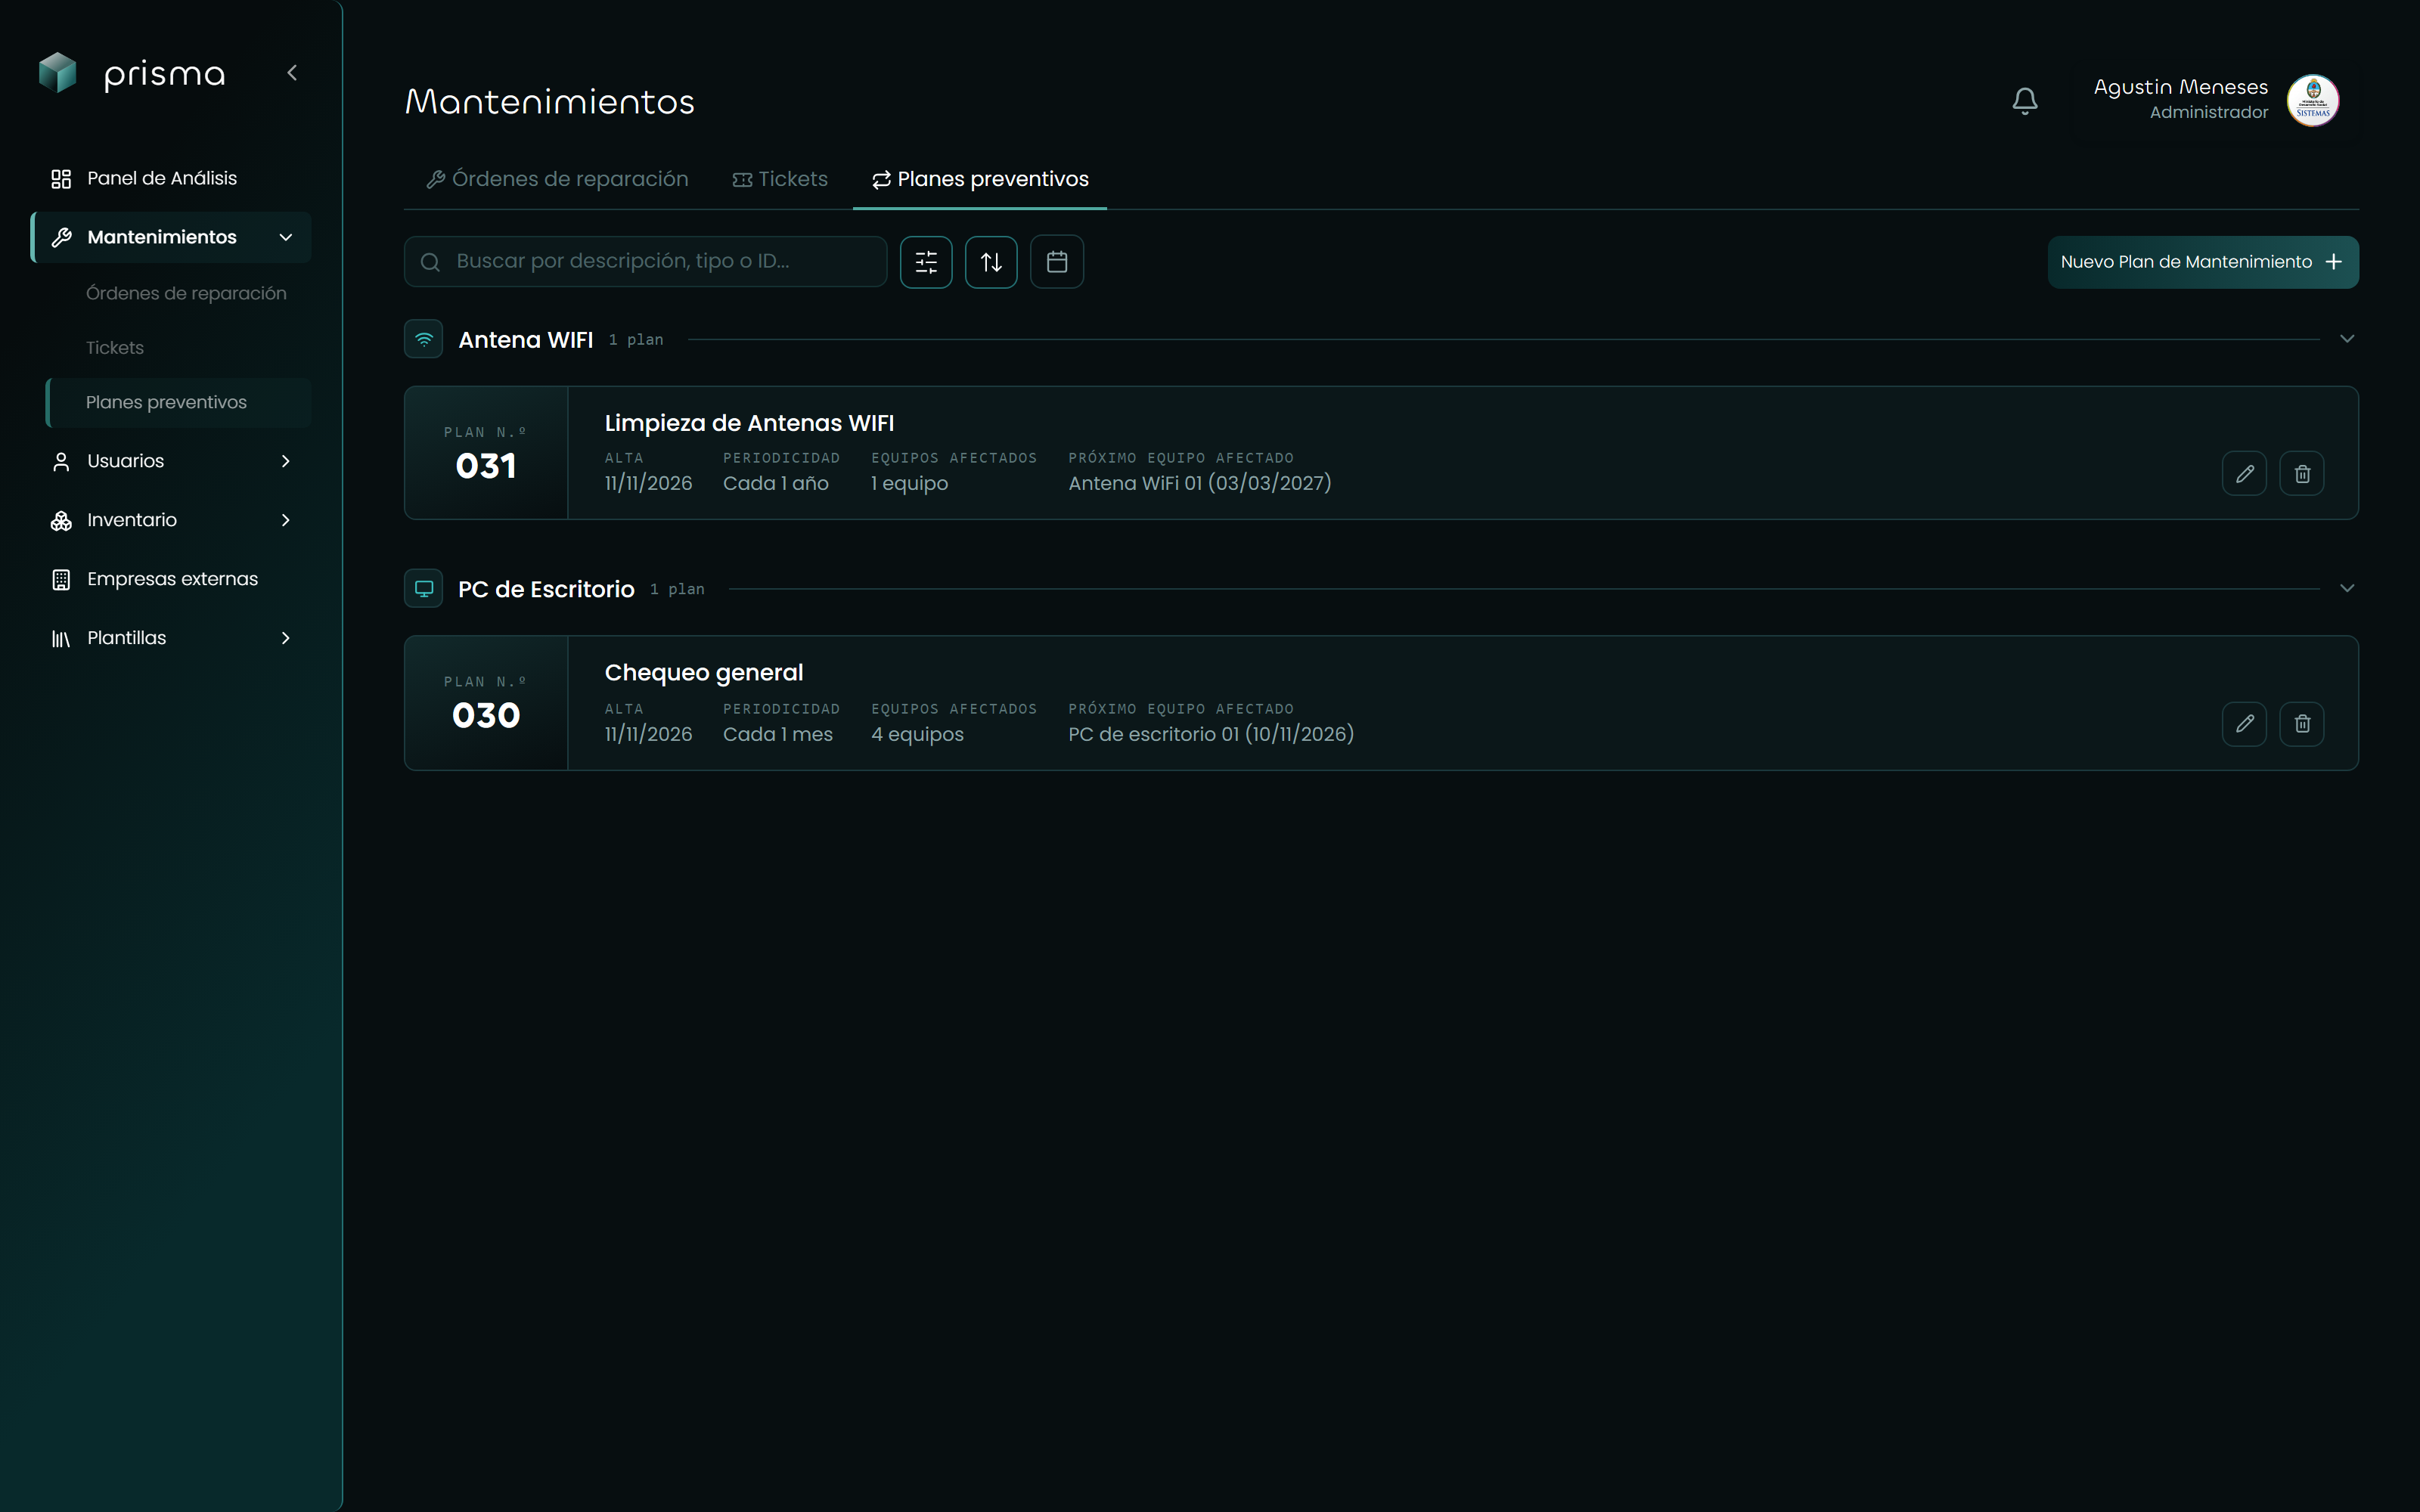 prisma
Panel de Análisis
Mantenimientos
Órdenes de reparación
Tickets
Planes preventivos
Usuarios
Inventario
Empresas externas
Plantillas
Mantenimientos
Agustin Meneses
Administrador
SISTEMAS
Órdenes de reparación
Tickets
Planes preventivos
Buscar por descripción, tipo o ID...
Nuevo Plan de Mantenimiento
Antena WIFI 1 plan
PLAN N.º
031
Limpieza de Antenas WIFI
ALTA PERIODICIDAD EQUIPOS AFECTADOS PRÓXIMO EQUIPO AFECTADO
11/11/2026 Cada 1 año 1 equipo Antena WiFi 01 (03/03/2027)
PC de Escritorio 1 plan
PLAN N.º
030
Chequeo general
ALTA PERIODICIDAD EQUIPOS AFECTADOS PRÓXIMO EQUIPO AFECTADO
11/11/2026 Cada 1 mes 4 equipos PC de escritorio 01 (10/11/2026)